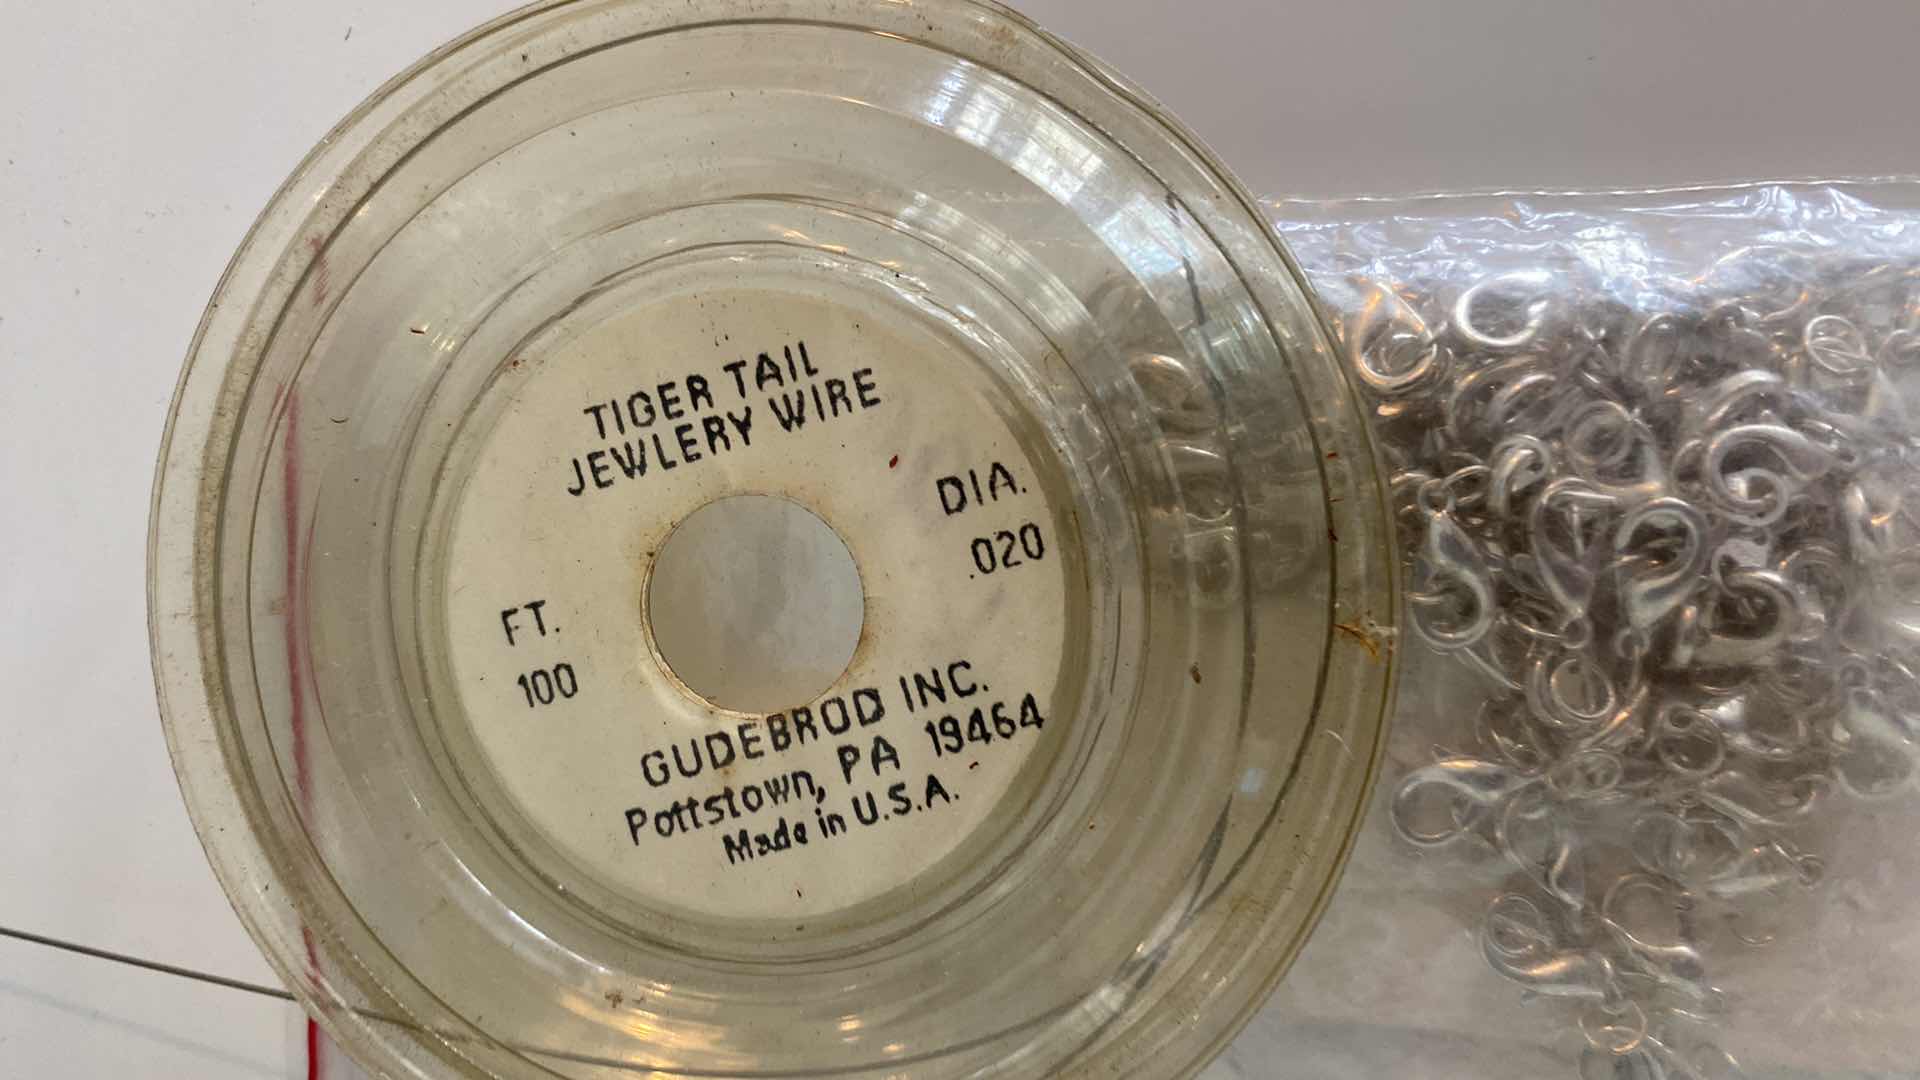 TIGER TAIL
JEWLERY WIRE
DIA.
.020
FT.
100
GUDEBROD INC.
Pottstown, PA 19464
Made in U.S.A.